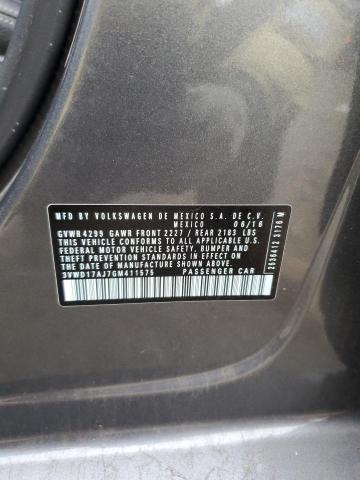 MFD BY VOLKSWAGEN DE MEXICO S.A. DE C.V.
MEXICO 06/16
GVWR 4299 GAWR FRONT 2227 / REAR 2183 LBS
THIS VEHICLE CONFORMS TO ALL APPLICABLE U.S.
FEDERAL MOTOR VEHICLE SAFETY, BUMPER AND
THEFT PREVENTION STANDARDS IN EFFECT ON THE
DATE OF MANUFACTURE SHOWN ABOVE.
3VWD17AJ7GM411575 PASSENGER CAR
2536412 3176 M